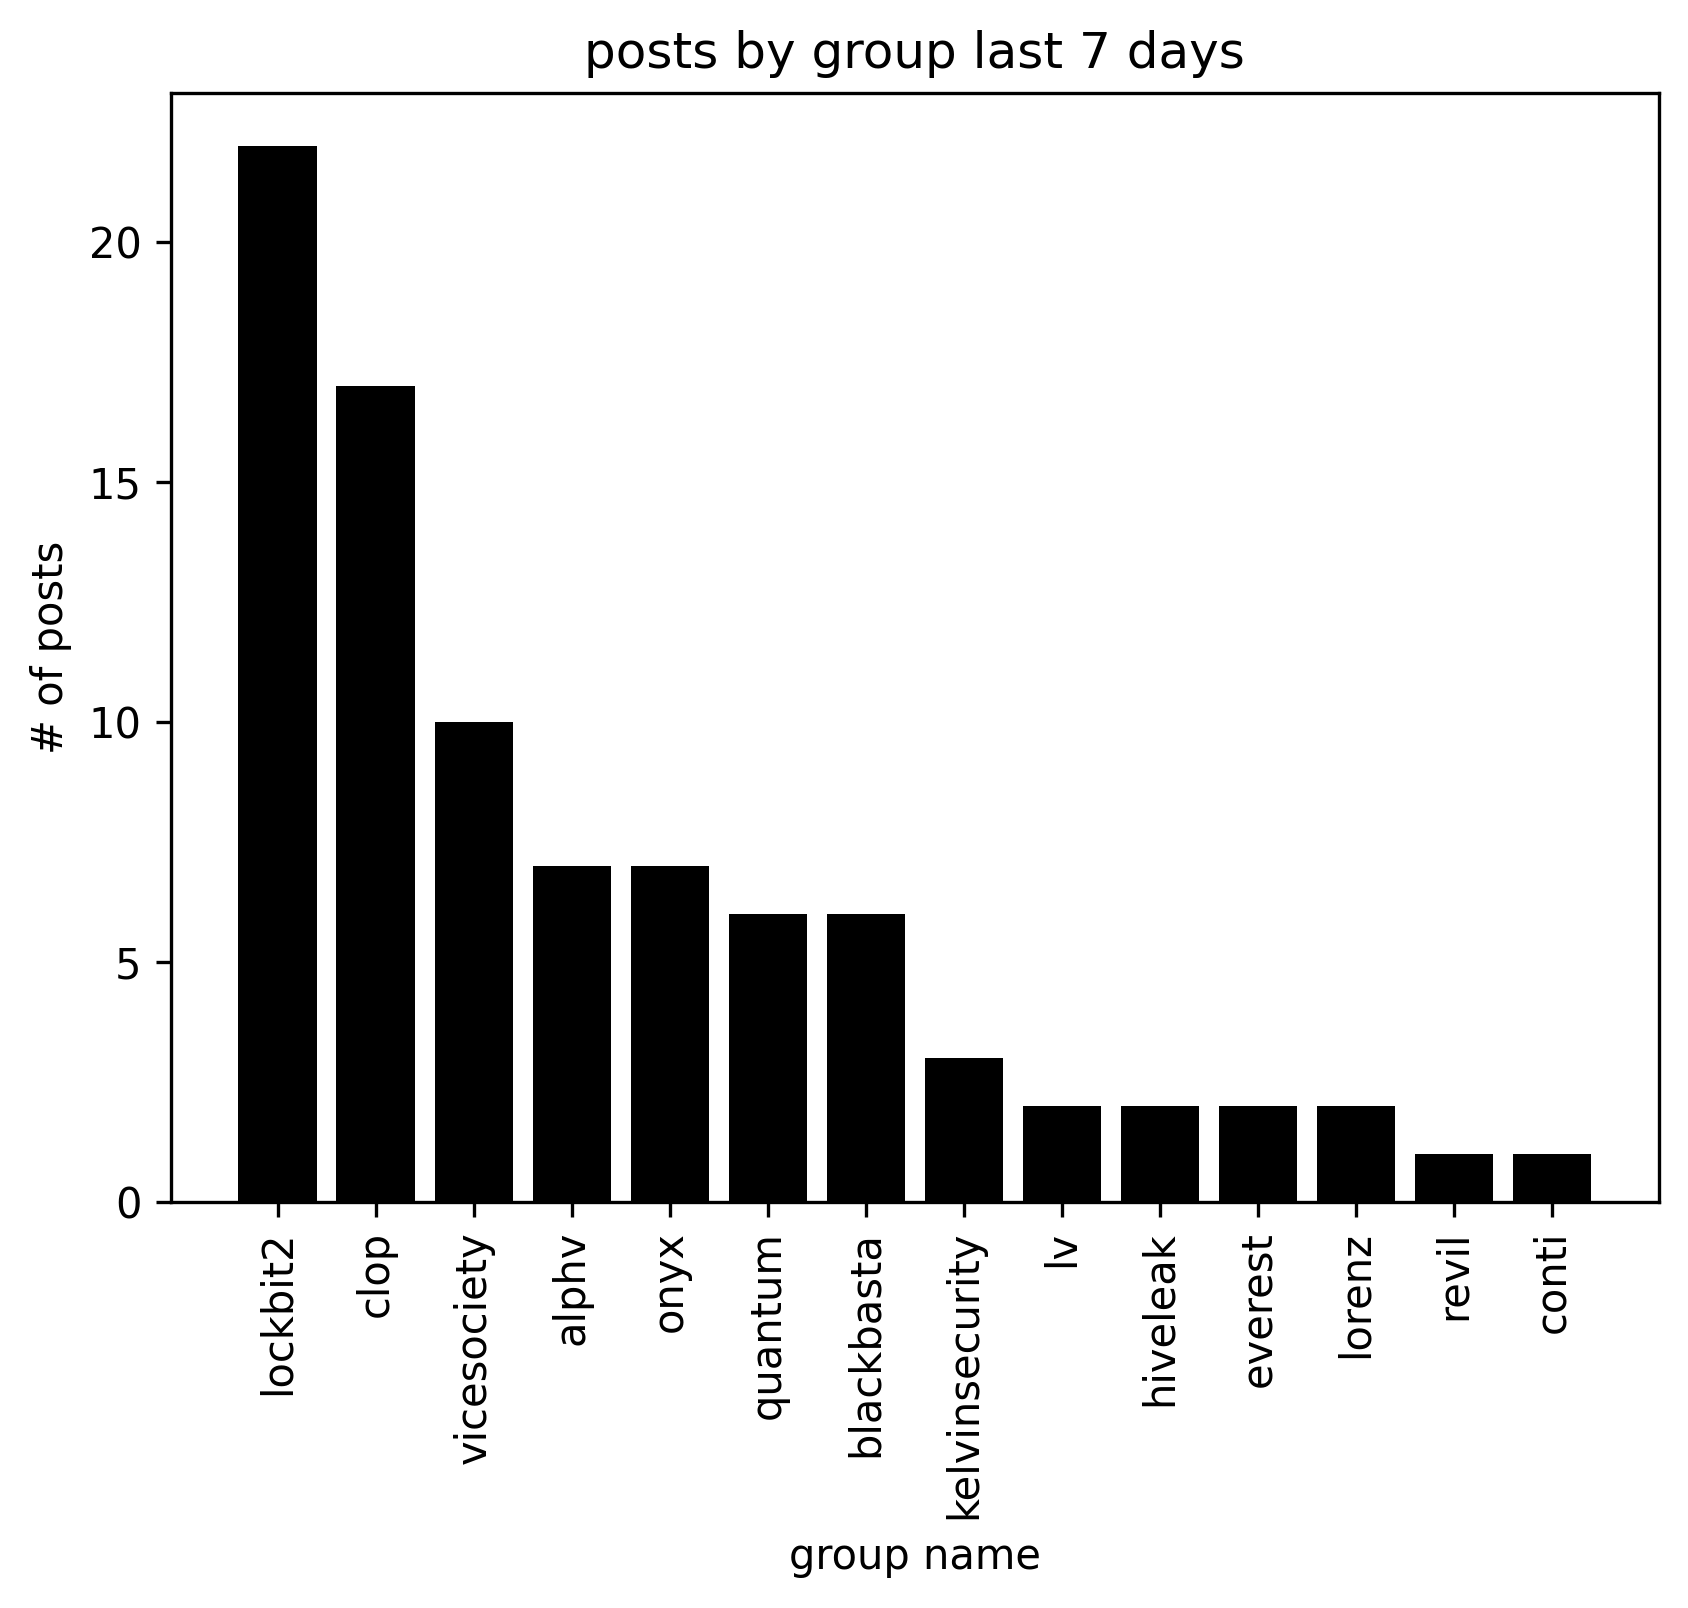 posts by group last 7 days
# of posts
20
15
10
5
0
lockbit2
clop
vicesociety
alphv
onyx
quantum
blackbasta
kelvinsecurity
lv
hiveleak
everest
lorenz
revil
conti
group name